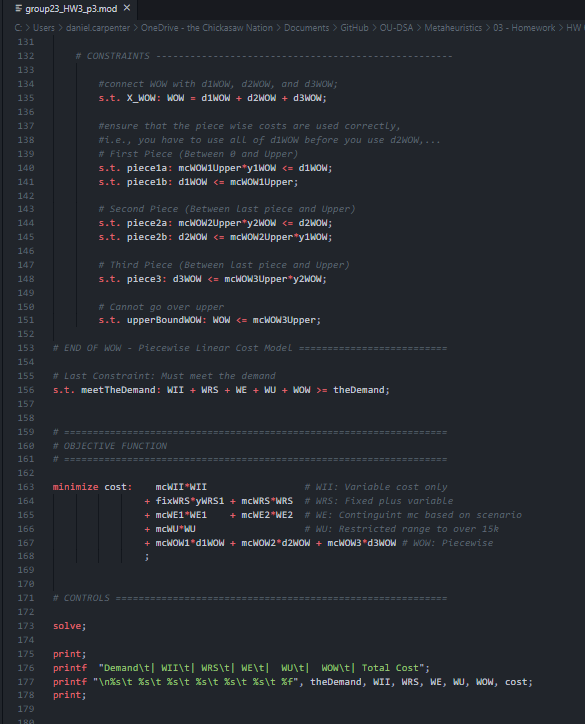 group23_HW3_p3.mod ×
C: > Users > daniel.carpenter > OneDrive - the Chickasaw Nation > Documents > GitHub > OU-DSA > Metaheuristics > 03 - Homework > HW
131
132 # CONSTRAINTS ----------------------------------------------------
133
134 #connect WOW with d1WOW, d2WOW, and d3WOW;
135 s.t. X_WOW: WOW = d1WOW + d2WOW + d3WOW;
136
137 #ensure that the piece wise costs are used correctly,
138 #i.e., you have to use all of d1WOW before you use d2WOW,...
139 # First Piece (Between 0 and Upper)
140 s.t. piece1a: mcWOW1Upper*y1WOW <= d1WOW;
141 s.t. piece1b: d1WOW <= mcWOW1Upper;
142
143 # Second Piece (Between last piece and Upper)
144 s.t. piece2a: mcWOW2Upper*y2WOW <= d2WOW;
145 s.t. piece2b: d2WOW <= mcWOW2Upper*y1WOW;
146
147 # Third Piece (Between Last piece and Upper)
148 s.t. piece3: d3WOW <= mcWOW3Upper*y2WOW;
149
150 # Cannot go over upper
151 s.t. upperBoundWOW: WOW <= mcWOW3Upper;
152
153 # END OF WOW - Piecewise Linear Cost Model ==========================
154
155 # Last Constraint: Must meet the demand
156 s.t. meetTheDemand: WII + WRS + WE + WU + WOW >= theDemand;
157
158
159 # ===================================================================
160 # OBJECTIVE FUNCTION
161 # ===================================================================
162
163 minimize cost: mcWII*WII # WII: Variable cost only
164 + fixWRS*yWRS1 + mcWRS*WRS # WRS: Fixed plus variable
165 + mcWE1*WE1 + mcWE2*WE2 # WE: Continguint mc based on scenario
166 + mcWU*WU # WU: Restricted range to over 15k
167 + mcWOW1*d1WOW + mcWOW2*d2WOW + mcWOW3*d3WOW # WOW: Piecewise
168 ;
169
170
171 # CONTROLS ==========================================================
172
173 solve;
174
175 print;
176 printf "Demand\t| WII\t| WRS\t| WE\t| WU\t| WOW\t| Total Cost";
177 printf "\n%s\t %s\t %s\t %s\t %s\t %s\t %f", theDemand, WII, WRS, WE, WU, WOW, cost;
178 print;
179
180